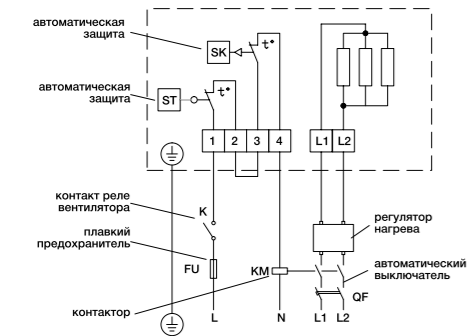 автоматическая
защита
SK
t°
автоматическая
защита
ST
t°
1 2 3 4 L1 L2
контакт реле
вентилятора
K
регулятор
нагрева
плавкий
предохранитель
FU
KM
автоматический
выключатель
QF
контактор
L N L1 L2